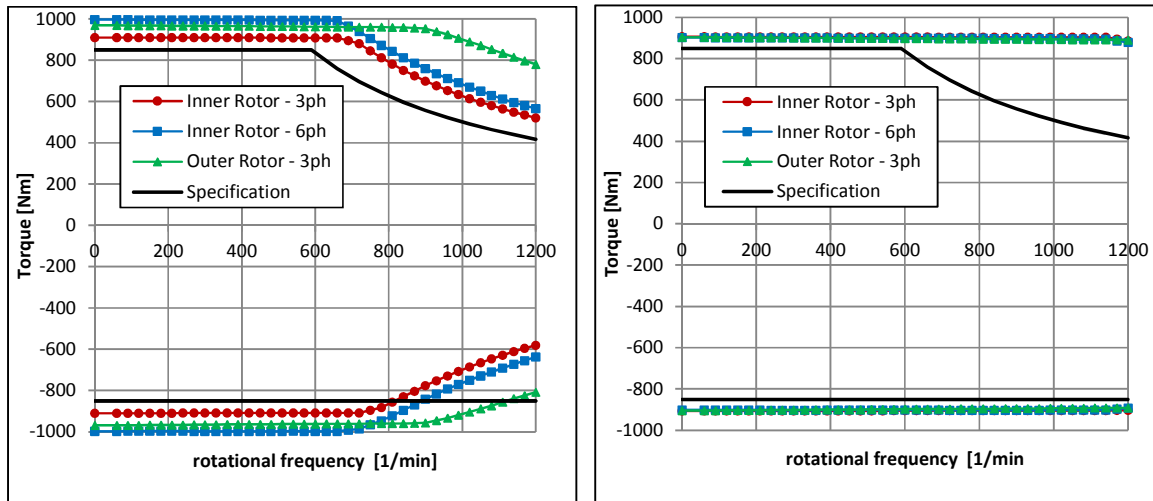 1000
800
600
400
200
0
-200
-400
-600
-800
-1000
0 200 400 600 800 1000 1200
Torque [Nm]
rotational frequency [1/min]
Inner Rotor - 3ph
Inner Rotor - 6ph
Outer Rotor - 3ph
Specification
1000
800
600
400
200
0
-200
-400
-600
-800
-1000
0 200 400 600 800 1000 1200
Torque [Nm]
rotational frequency [1/min
Inner Rotor - 3ph
Inner Rotor - 6ph
Outer Rotor - 3ph
Specification